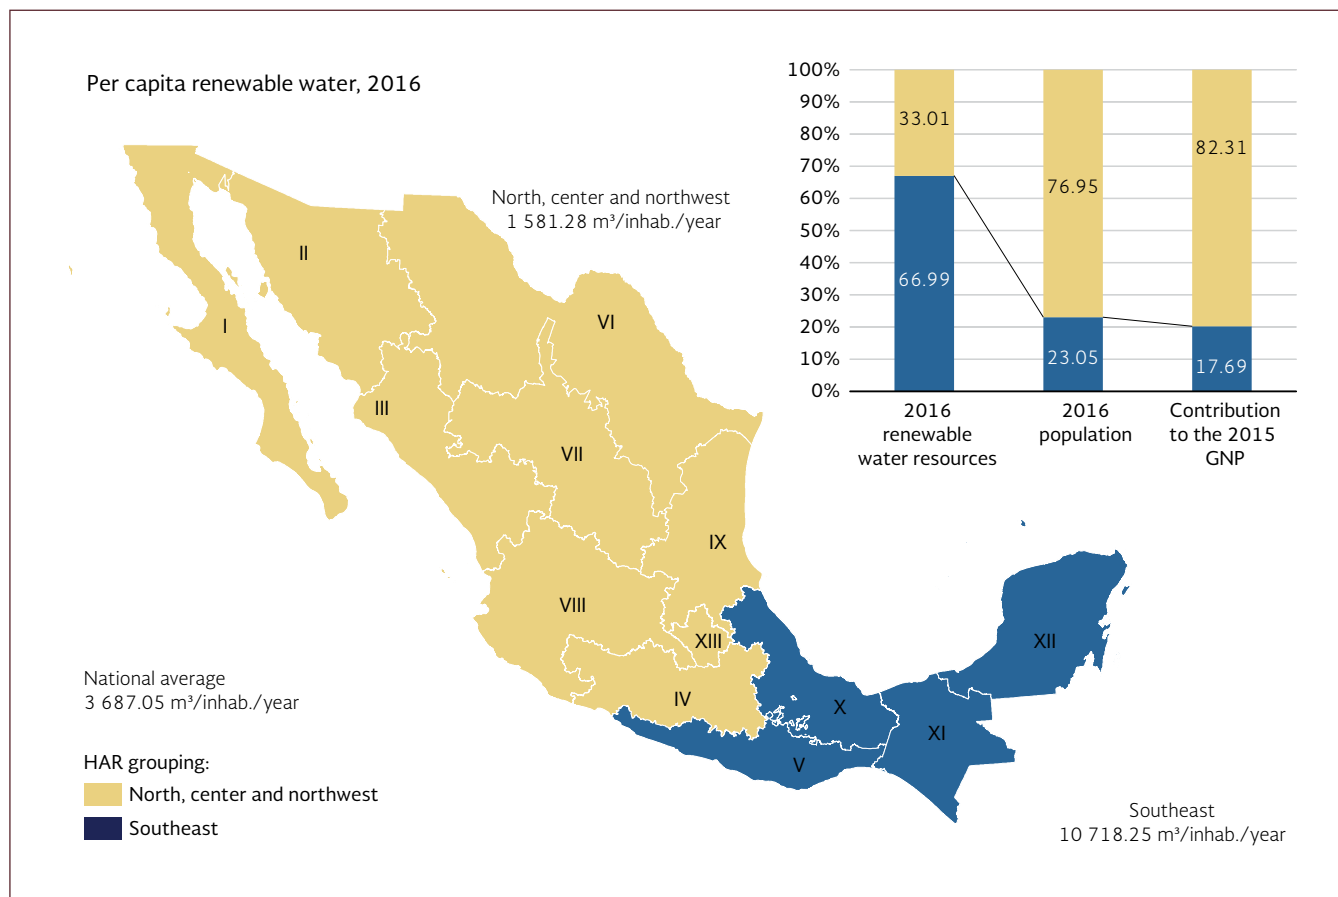 Per capita renewable water, 2016
North, center and northwest
1 581.28 m³/inhab./year
I
II
III
VI
VII
IX
VIII
XIII
IV
X
V
XI
XII
National average
3 687.05 m³/inhab./year
HAR grouping:
North, center and northwest
Southeast
Southeast
10 718.25 m³/inhab./year
100%
90%
80%
70%
60%
50%
40%
30%
20%
10%
0%
33.01
66.99
76.95
23.05
82.31
17.69
2016
renewable
water resources
2016
population
Contribution
to the 2015
GNP